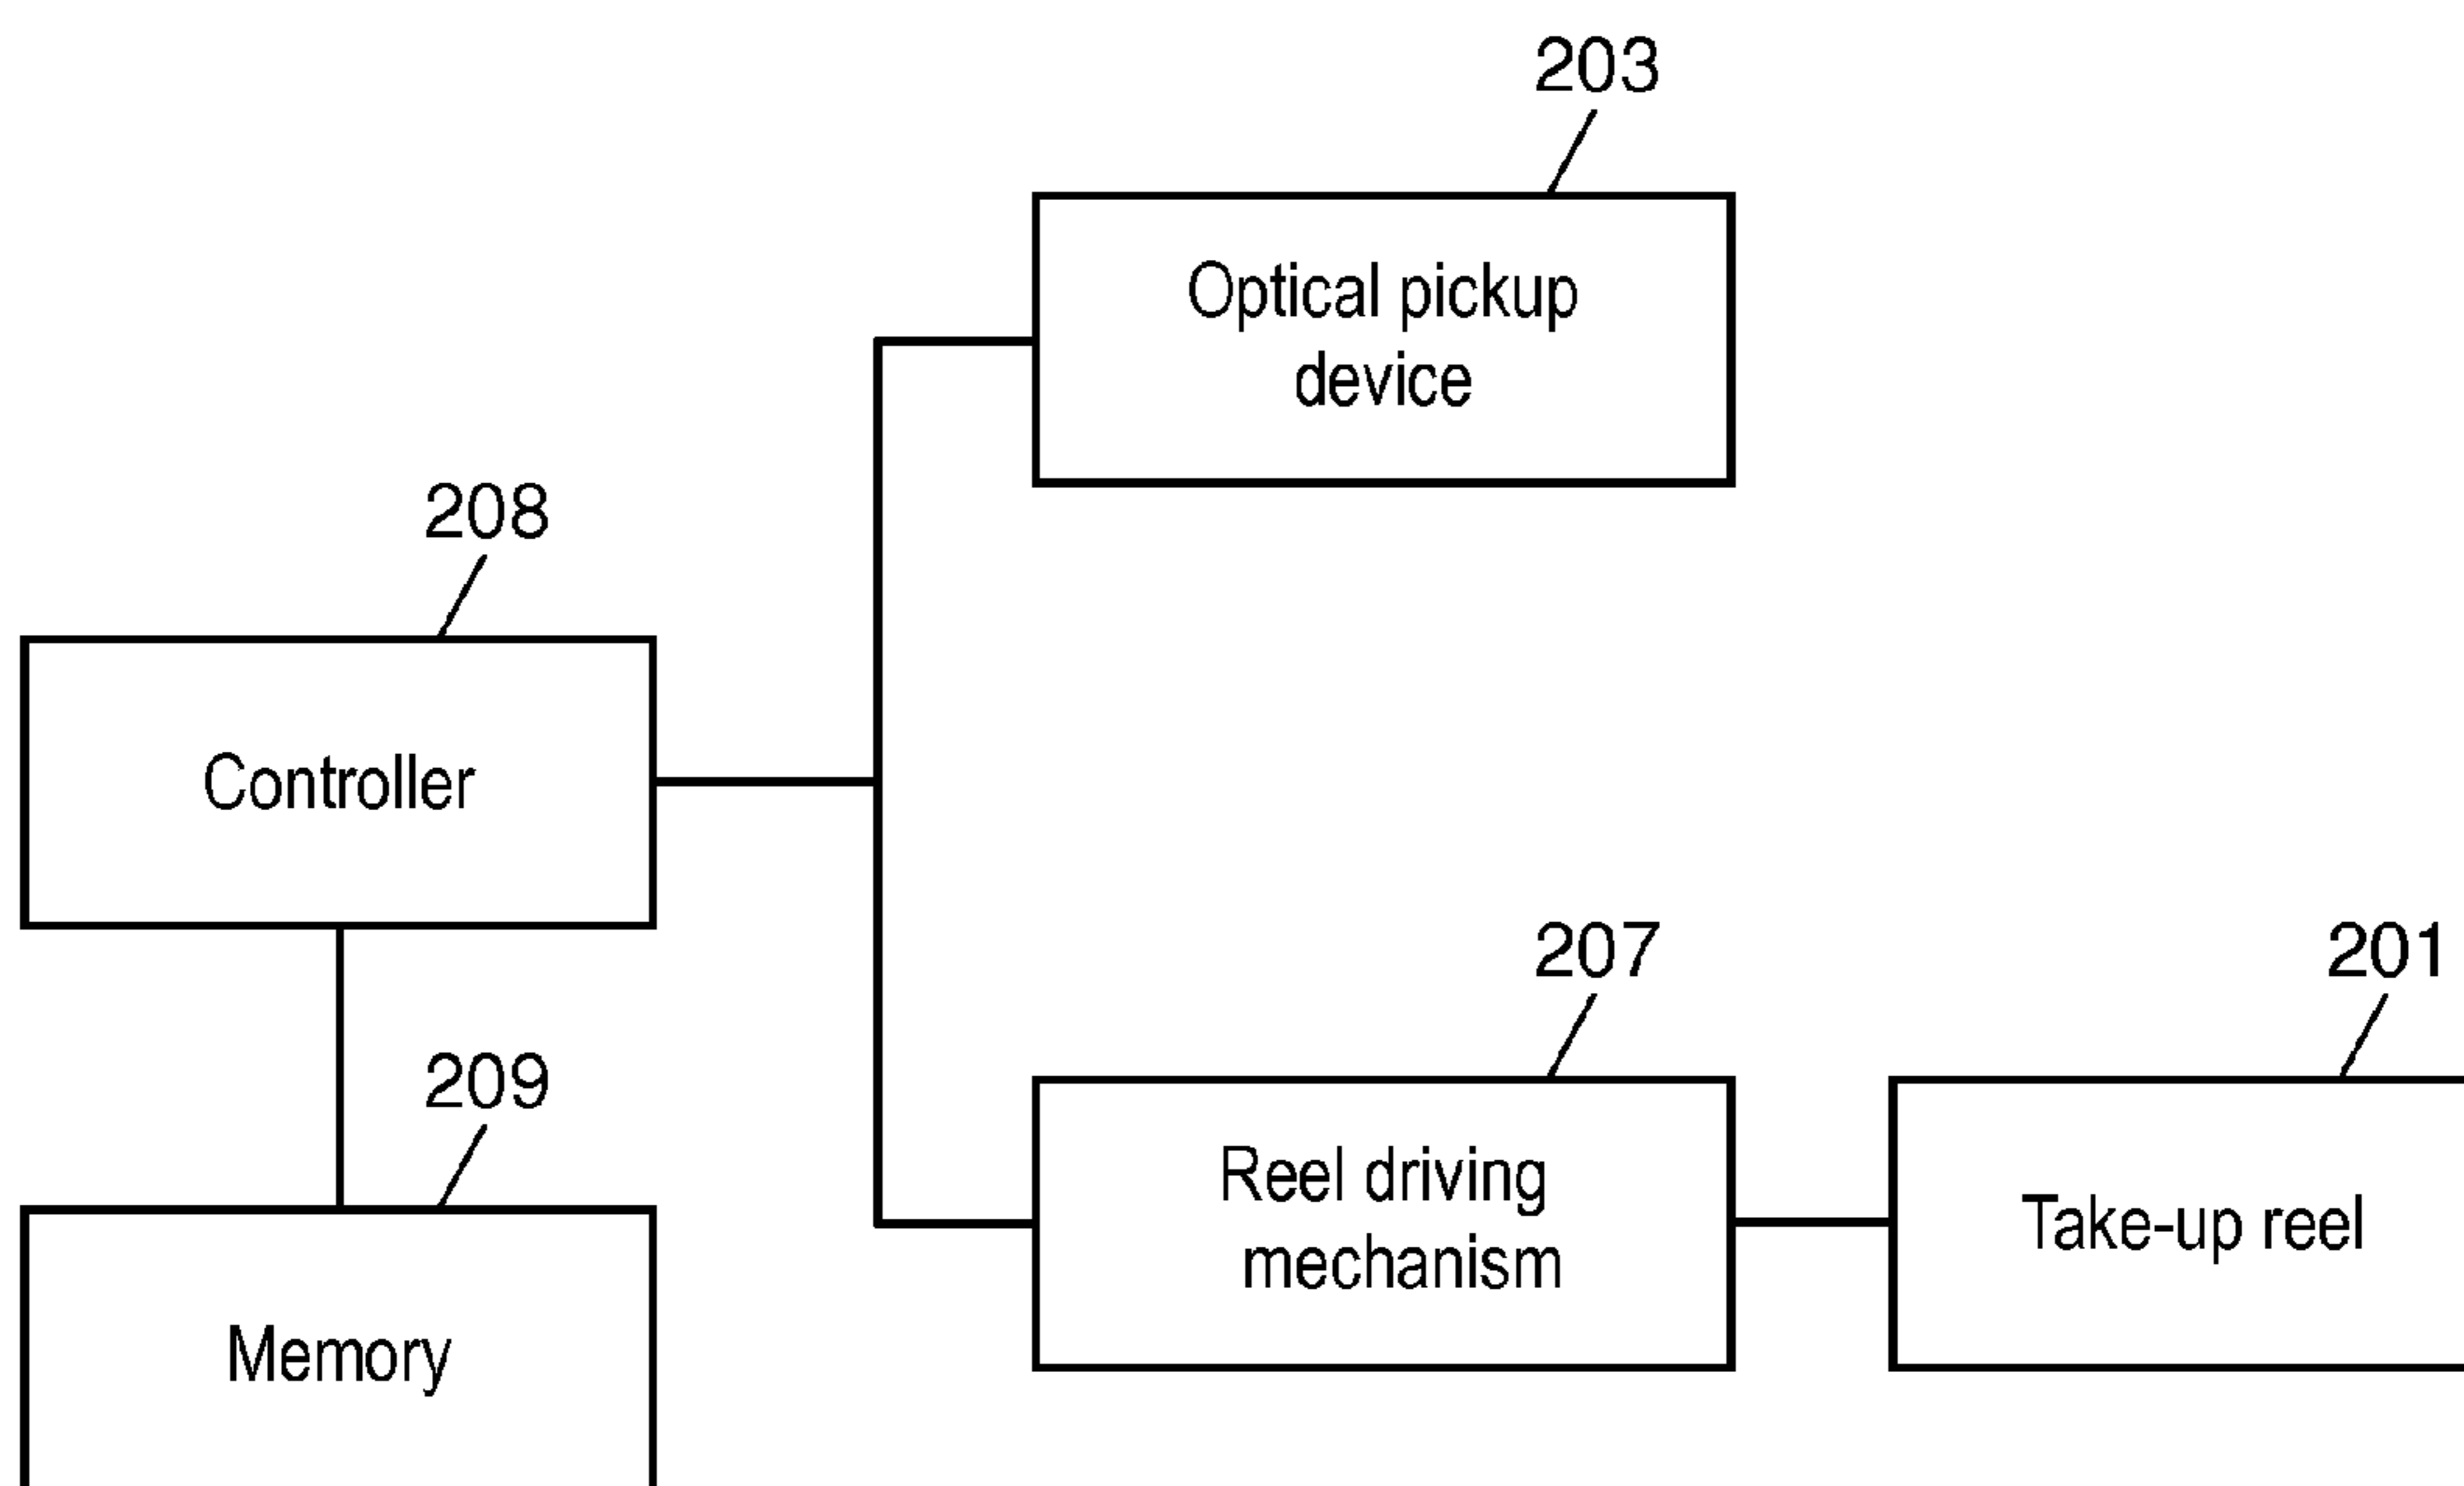 203
Optical pickup
device
208
Controller
207
201
209
Reel driving
mechanism
Take-up reel
Memory